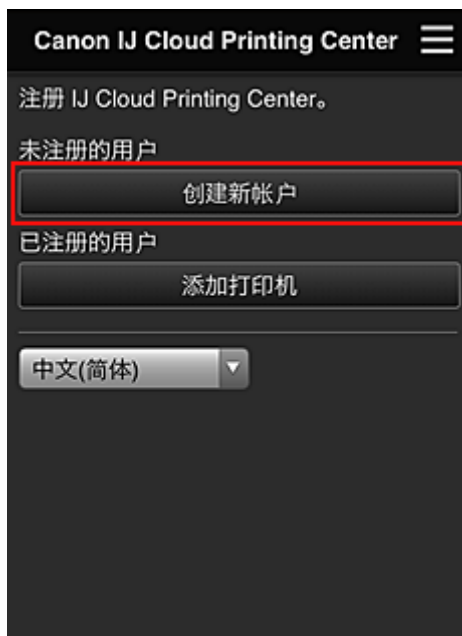 Canon IJ Cloud Printing Center
注册 IJ Cloud Printing Center。
未注册的用户
创建新帐户
已注册的用户
添加打印机
中文(简体)